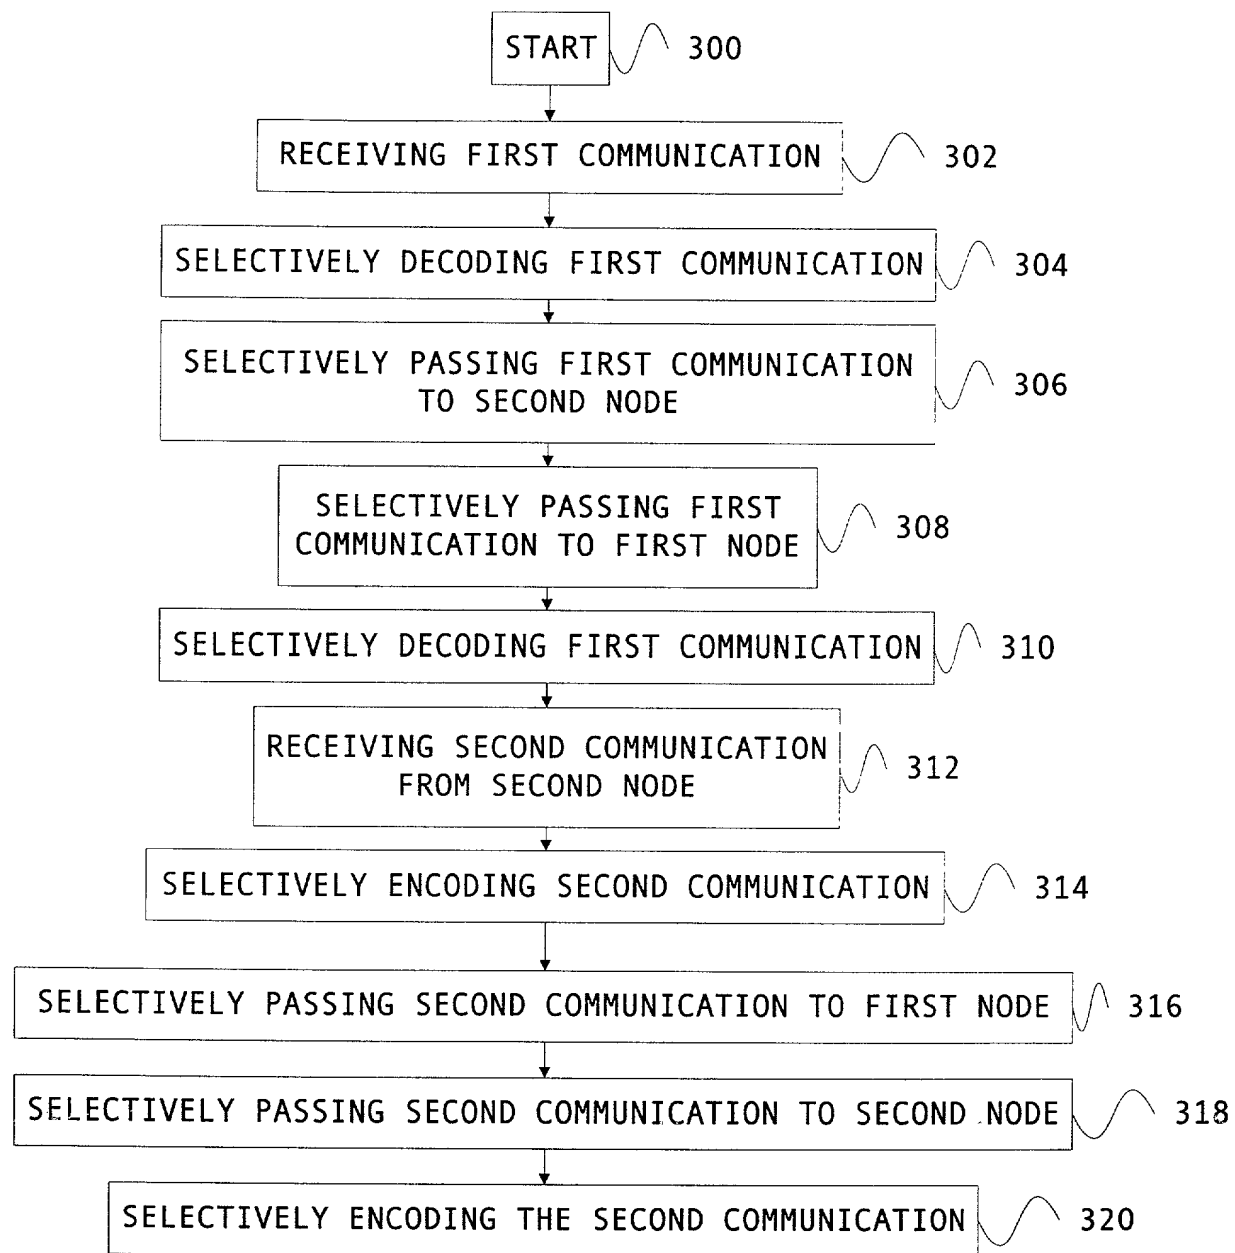 START 300
RECEIVING FIRST COMMUNICATION 302
SELECTIVELY DECODING FIRST COMMUNICATION 304
SELECTIVELY PASSING FIRST COMMUNICATION
TO SECOND NODE
306
SELECTIVELY PASSING FIRST
COMMUNICATION TO FIRST NODE
308
SELECTIVELY DECODING FIRST COMMUNICATION 310
RECEIVING SECOND COMMUNICATION
FROM SECOND NODE
312
SELECTIVELY ENCODING SECOND COMMUNICATION 314
SELECTIVELY PASSING SECOND COMMUNICATION TO FIRST NODE 316
SELECTIVELY PASSING SECOND COMMUNICATION TO SECOND NODE 318
SELECTIVELY ENCODING THE SECOND COMMUNICATION 320